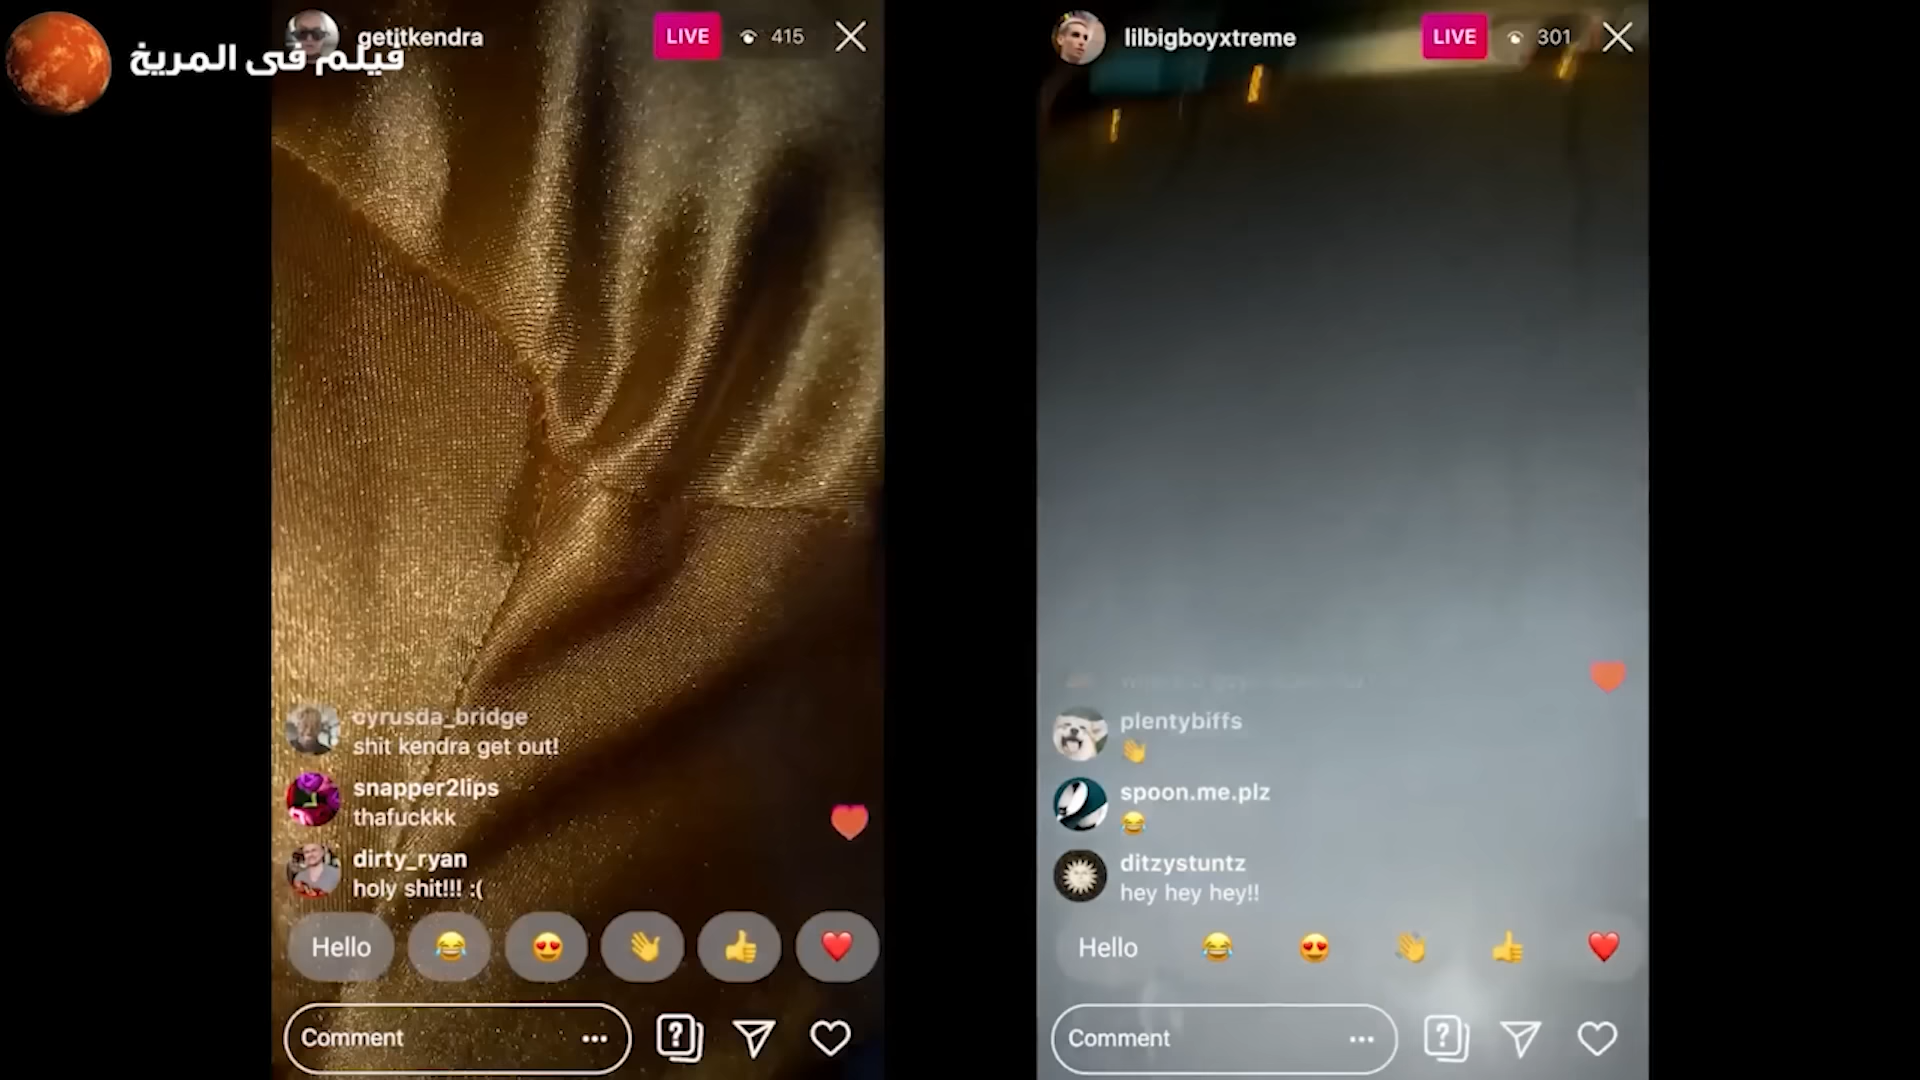 فيلم فى المريخ
getitkendra
LIVE
415
cyrusda_bridge
shit kendra get out!
snapper2lips
thafuckkk
dirty_ryan
holy shit!!! :(
Hello
Comment
lilbigboyxtreme
LIVE
301
plentybiffs
spoon.me.plz
ditzystuntz
hey hey hey!!
Hello
Comment